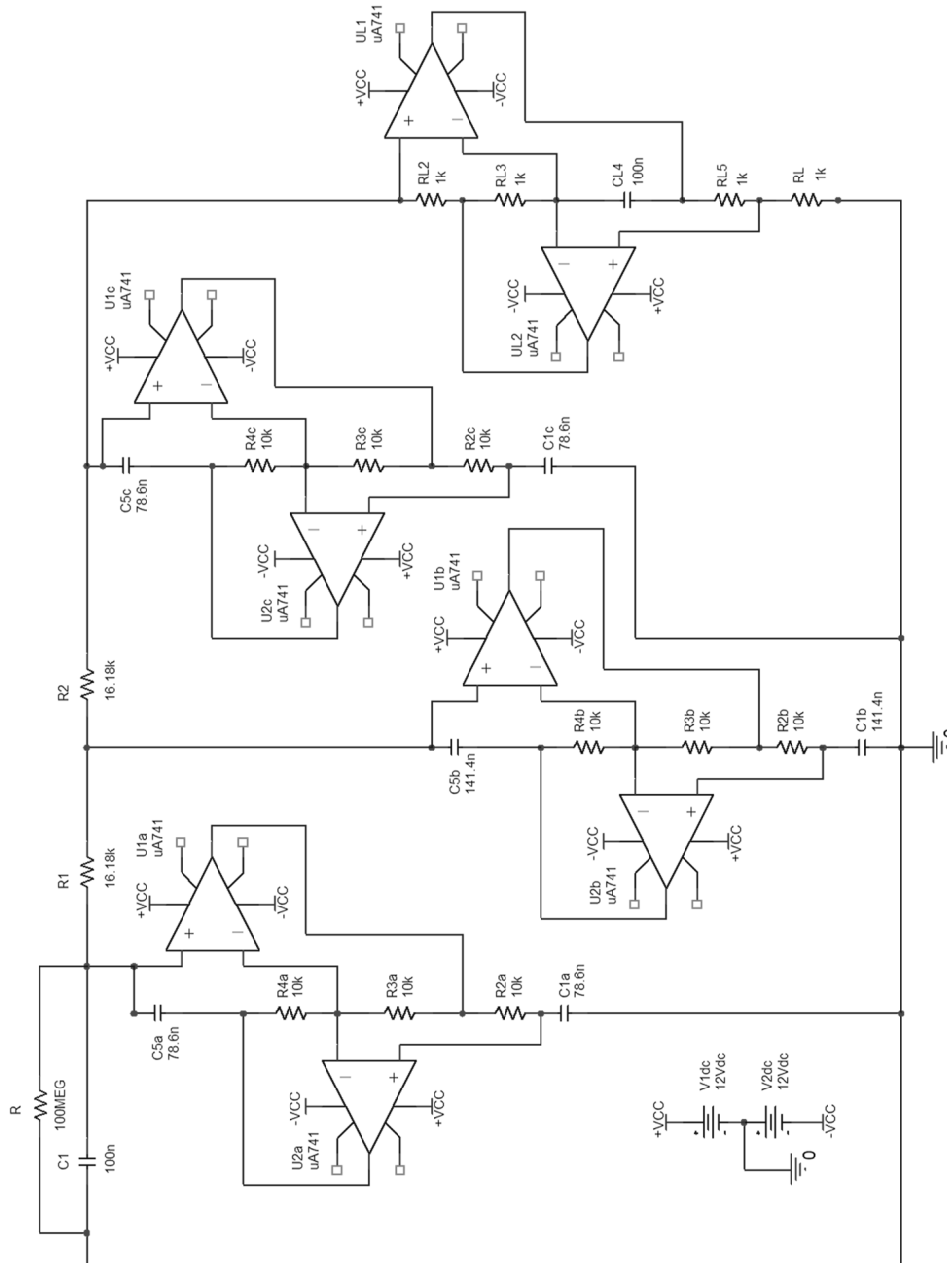 R
100MEG
C1
100n
R1
16.18k
R2
16.18k
U1a
uA741
+VCC
-VCC
+
−
C5a
78.6n
R4a
10k
R3a
10k
R2a
10k
C1a
78.6n
U2a
uA741
-VCC
+VCC
−
+
U1b
uA741
+VCC
-VCC
+
−
C5b
141.4n
R4b
10k
R3b
10k
R2b
10k
C1b
141.4n
U2b
uA741
-VCC
+VCC
−
+
U1c
uA741
+VCC
-VCC
+
−
C5c
78.6n
R4c
10k
R3c
10k
R2c
10k
C1c
78.6n
U2c
uA741
-VCC
+VCC
−
+
UL1
uA741
+VCC
-VCC
+
−
RL2
1k
RL3
1k
CL4
100n
RL5
1k
RL
1k
UL2
uA741
-VCC
+VCC
−
+
+VCC
V1dc
12Vdc
V2dc
12Vdc
-VCC
0